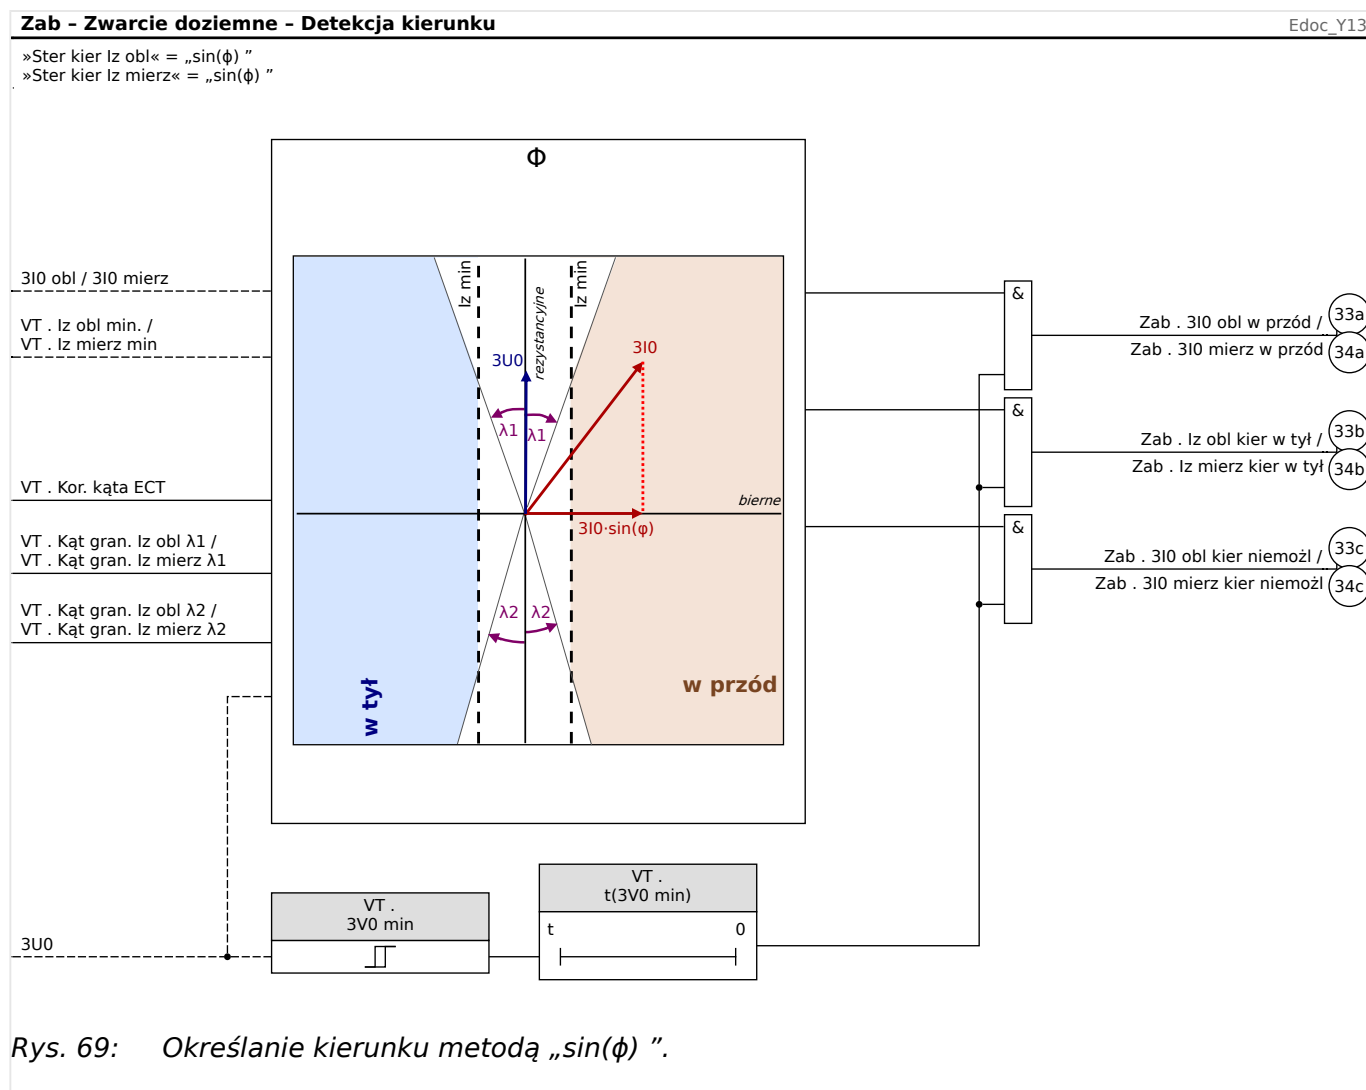 Zab – Zwarcie doziemne – Detekcja kierunku
Edoc_Y13
»Ster kier Iz obl« = „sin(ϕ) ”
»Ster kier Iz mierz« = „sin(ϕ) ”
Φ
3I0 obl / 3I0 mierz
VT . Iz obl min. /
VT . Iz mierz min
VT . Kor. kąta ECT
VT . Kąt gran. Iz obl λ1 /
VT . Kąt gran. Iz mierz λ1
VT . Kąt gran. Iz obl λ2 /
VT . Kąt gran. Iz mierz λ2
Iz min
rezystancyjne
Iz min
3U0
3I0
λ1
λ1
bierne
3I0·sin(φ)
λ2
λ2
w tył
w przód
&
Zab . 3I0 obl w przód /
33a
Zab . 3I0 mierz w przód
34a
&
Zab . Iz obl kier w tył /
33b
Zab . Iz mierz kier w tył
34b
&
Zab . 3I0 obl kier niemożl /
33c
Zab . 3I0 mierz kier niemożl
34c
3U0
VT .
3V0 min
VT .
t(3V0 min)
t
0
Rys. 69: Określanie kierunku metodą „sin(ϕ) ”.